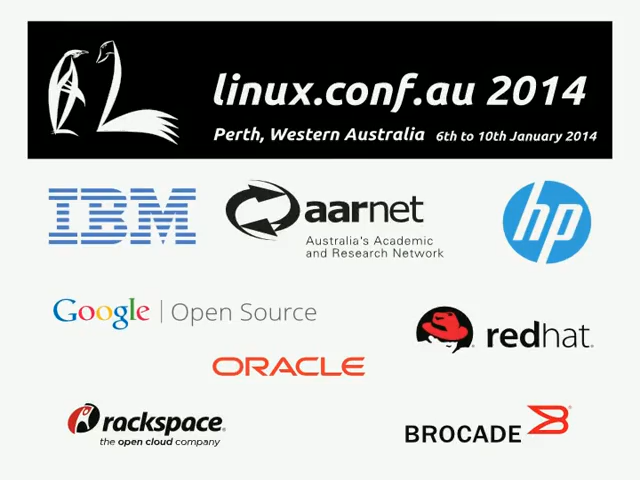 linux.conf.au 2014
Perth, Western Australia 6th to 10th January 2014
IBM
aarnet
Australia's Academic
and Research Network
hp
Google | Open Source
redhat.
ORACLE
rackspace®
the open cloud company
BROCADE